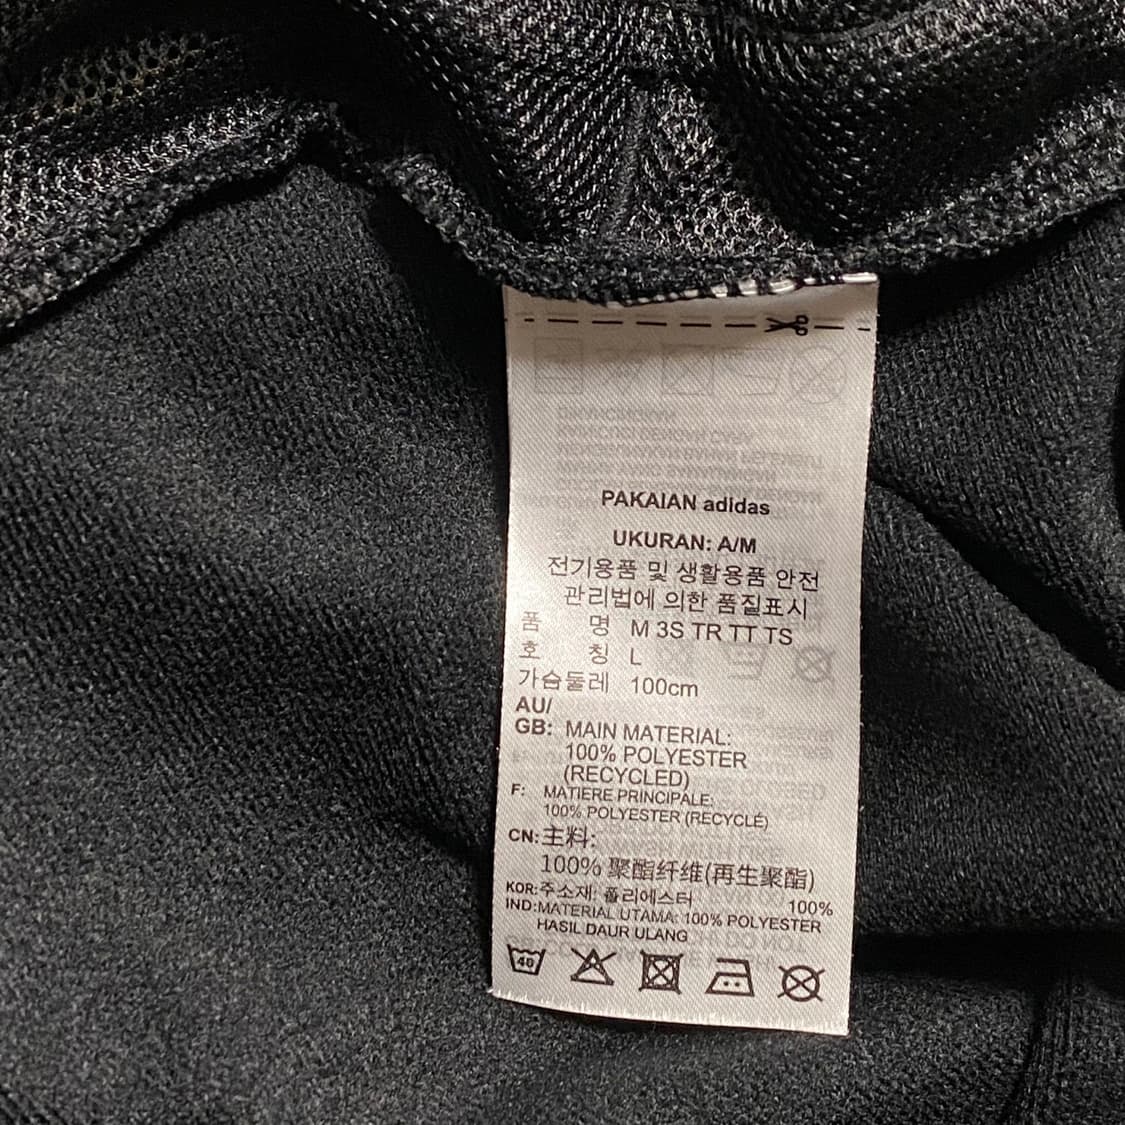 PAKAIAN adidas
UKURAN: A/M
전기용품 및 생활용품 안전
관리법에 의한 품질표시
품 명 M 3S TR TT TS
호 칭 L
가슴둘레 100cm
AU/
GB: MAIN MATERIAL:
100% POLYESTER
(RECYCLED)
F: MATIERE PRINCIPALE:
100% POLYESTER (RECYCLÉ)
CN: 主料:
100% 聚酯纤维(再生聚酯)
KOR: 주소재: 폴리에스터 100%
IND: MATERIAL UTAMA: 100% POLYESTER
HASIL DAUR ULANG
40